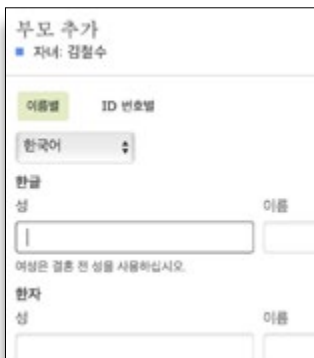 부모 추가
자녀: 김철수
이름별 ID 번호별
한국어
한글
성 이름
여성은 결혼 전 성을 사용하십시오.
한자
성 이름